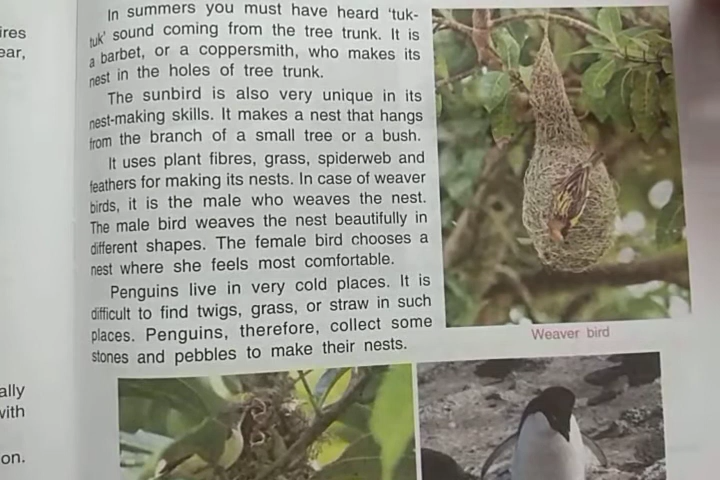 ires
ear,
ally
with
on.
In summers you must have heard 'tuk-
tuk' sound coming from the tree trunk. It is
a barbet, or a coppersmith, who makes its
nest in the holes of tree trunk.
The sunbird is also very unique in its
nest-making skills. It makes a nest that hangs
from the branch of a small tree or a bush.
It uses plant fibres, grass, spiderweb and
feathers for making its nests. In case of weaver
birds, it is the male who weaves the nest.
The male bird weaves the nest beautifully in
different shapes. The female bird chooses a
nest where she feels most comfortable.
Penguins live in very cold places. It is
difficult to find twigs, grass, or straw in such
places. Penguins, therefore, collect some
stones and pebbles to make their nests.
Weaver bird